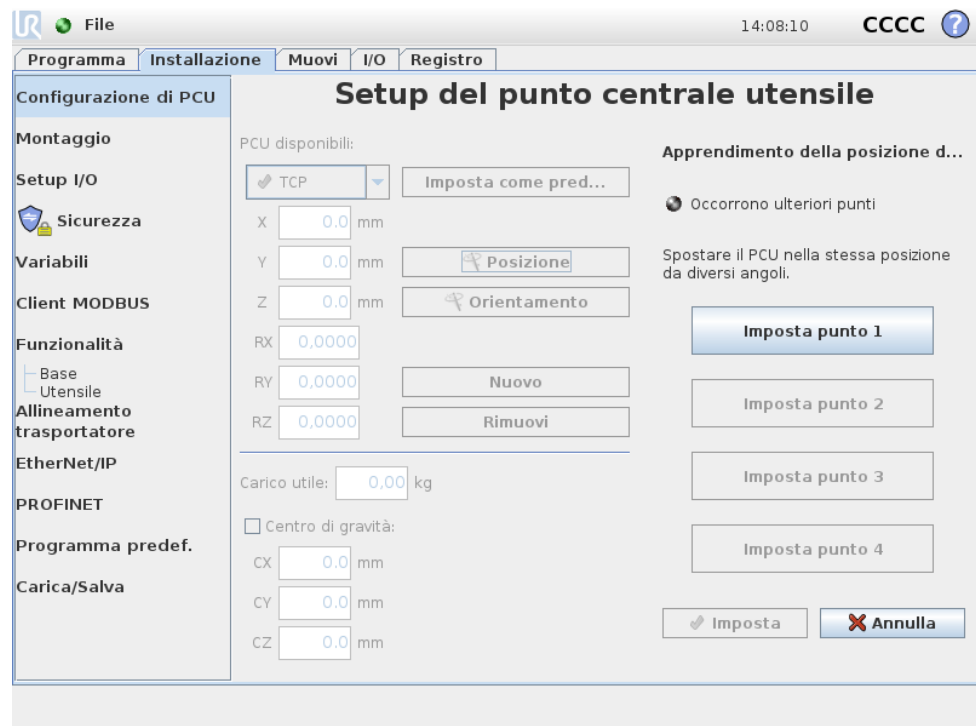 UR File 14:08:10 CCCC ?
Programma Installazione Muovi I/O Registro
Configurazione di PCU
Montaggio
Setup I/O
Sicurezza
Variabili
Client MODBUS
Funzionalità
Base
Utensile
Allineamento
trasportatore
EtherNet/IP
PROFINET
Programma predef.
Carica/Salva
Setup del punto centrale utensile
PCU disponibili:
TCP Imposta come pred...
X 0.0 mm
Y 0.0 mm Posizione
Z 0.0 mm Orientamento
RX 0,0000
RY 0,0000 Nuovo
RZ 0,0000 Rimuovi
Carico utile: 0,00 kg
Centro di gravità:
CX 0.0 mm
CY 0.0 mm
CZ 0.0 mm
Apprendimento della posizione d...
Occorrono ulteriori punti
Spostare il PCU nella stessa posizione
da diversi angoli.
Imposta punto 1
Imposta punto 2
Imposta punto 3
Imposta punto 4
Imposta Annulla